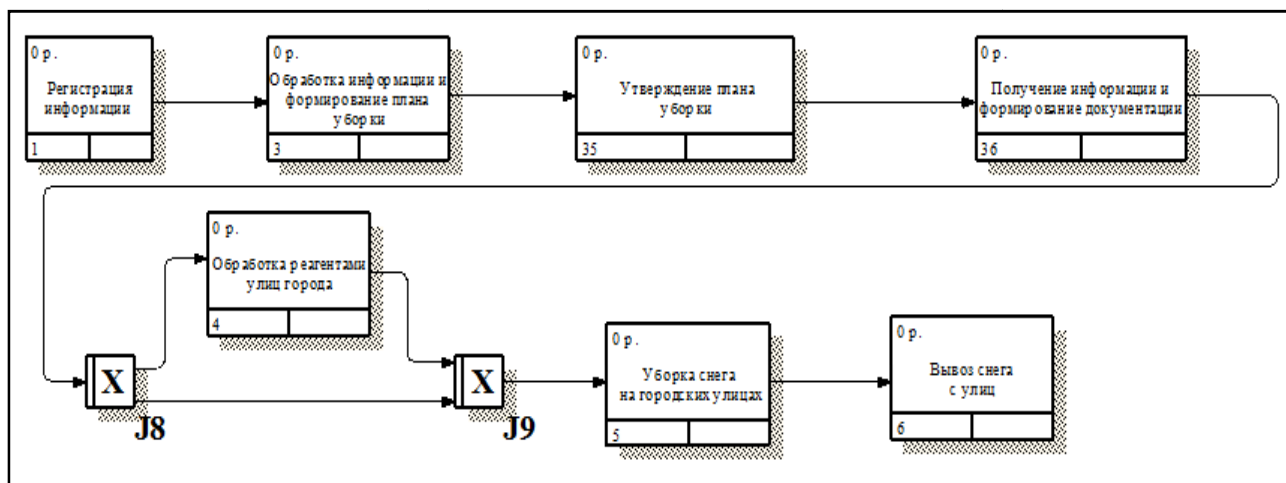 0 р.
Регистрация
информации
1
0 р.
Обработка информации и
формирование плана
уборки
3
0 р.
Утверждение плана
уборки
35
0 р.
Получение информации и
формирование документации
36
0 р.
Обработка реагентами
улиц города
4
X
J8
X
J9
0 р.
Уборка снега
на городских улицах
5
0 р.
Вывоз снега
с улиц
6